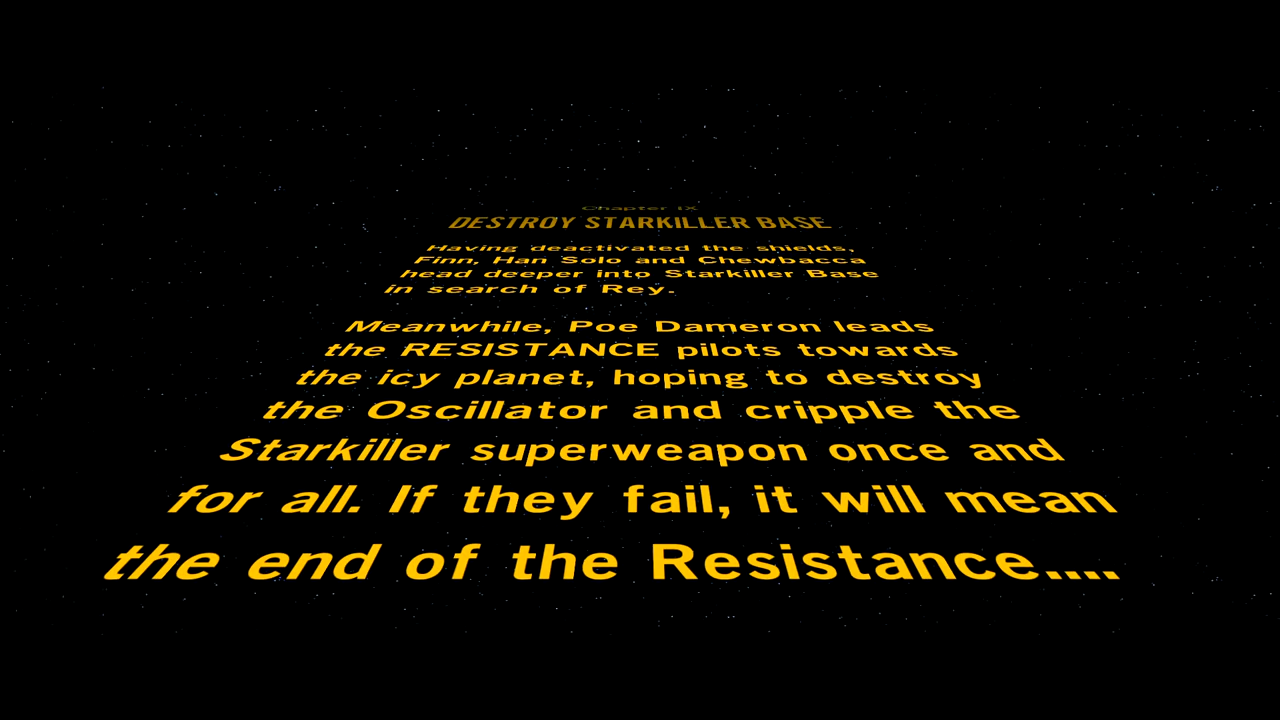 Chapter IX
DESTROY STARKILLER BASE
Having deactivated the shields,
Finn, Han Solo and Chewbacca
head deeper into Starkiller Base
in search of Rey.
Meanwhile, Poe Dameron leads
the RESISTANCE pilots towards
the icy planet, hoping to destroy
the Oscillator and cripple the
Starkiller superweapon once and
for all. If they fail, it will mean
the end of the Resistance....